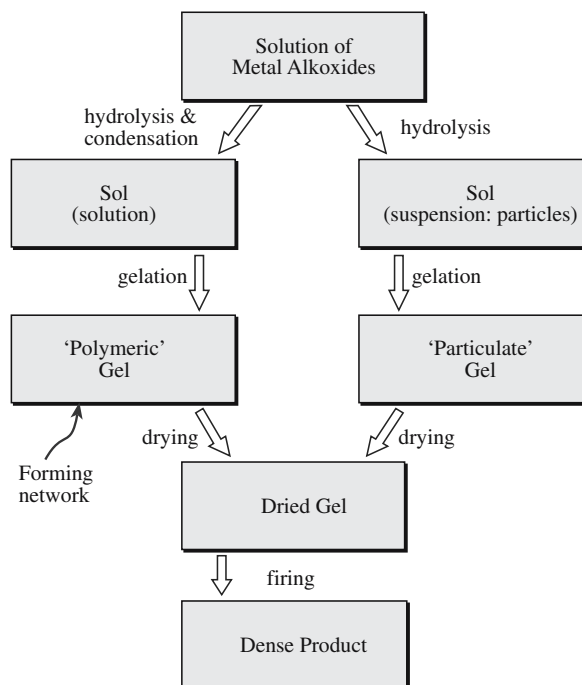 Solution of
Metal Alkoxides
hydrolysis &
condensation
hydrolysis
Sol
(solution)
Sol
(suspension: particles)
gelation
gelation
‘Polymeric’
Gel
‘Particulate’
Gel
drying
drying
Forming
network
Dried Gel
firing
Dense Product